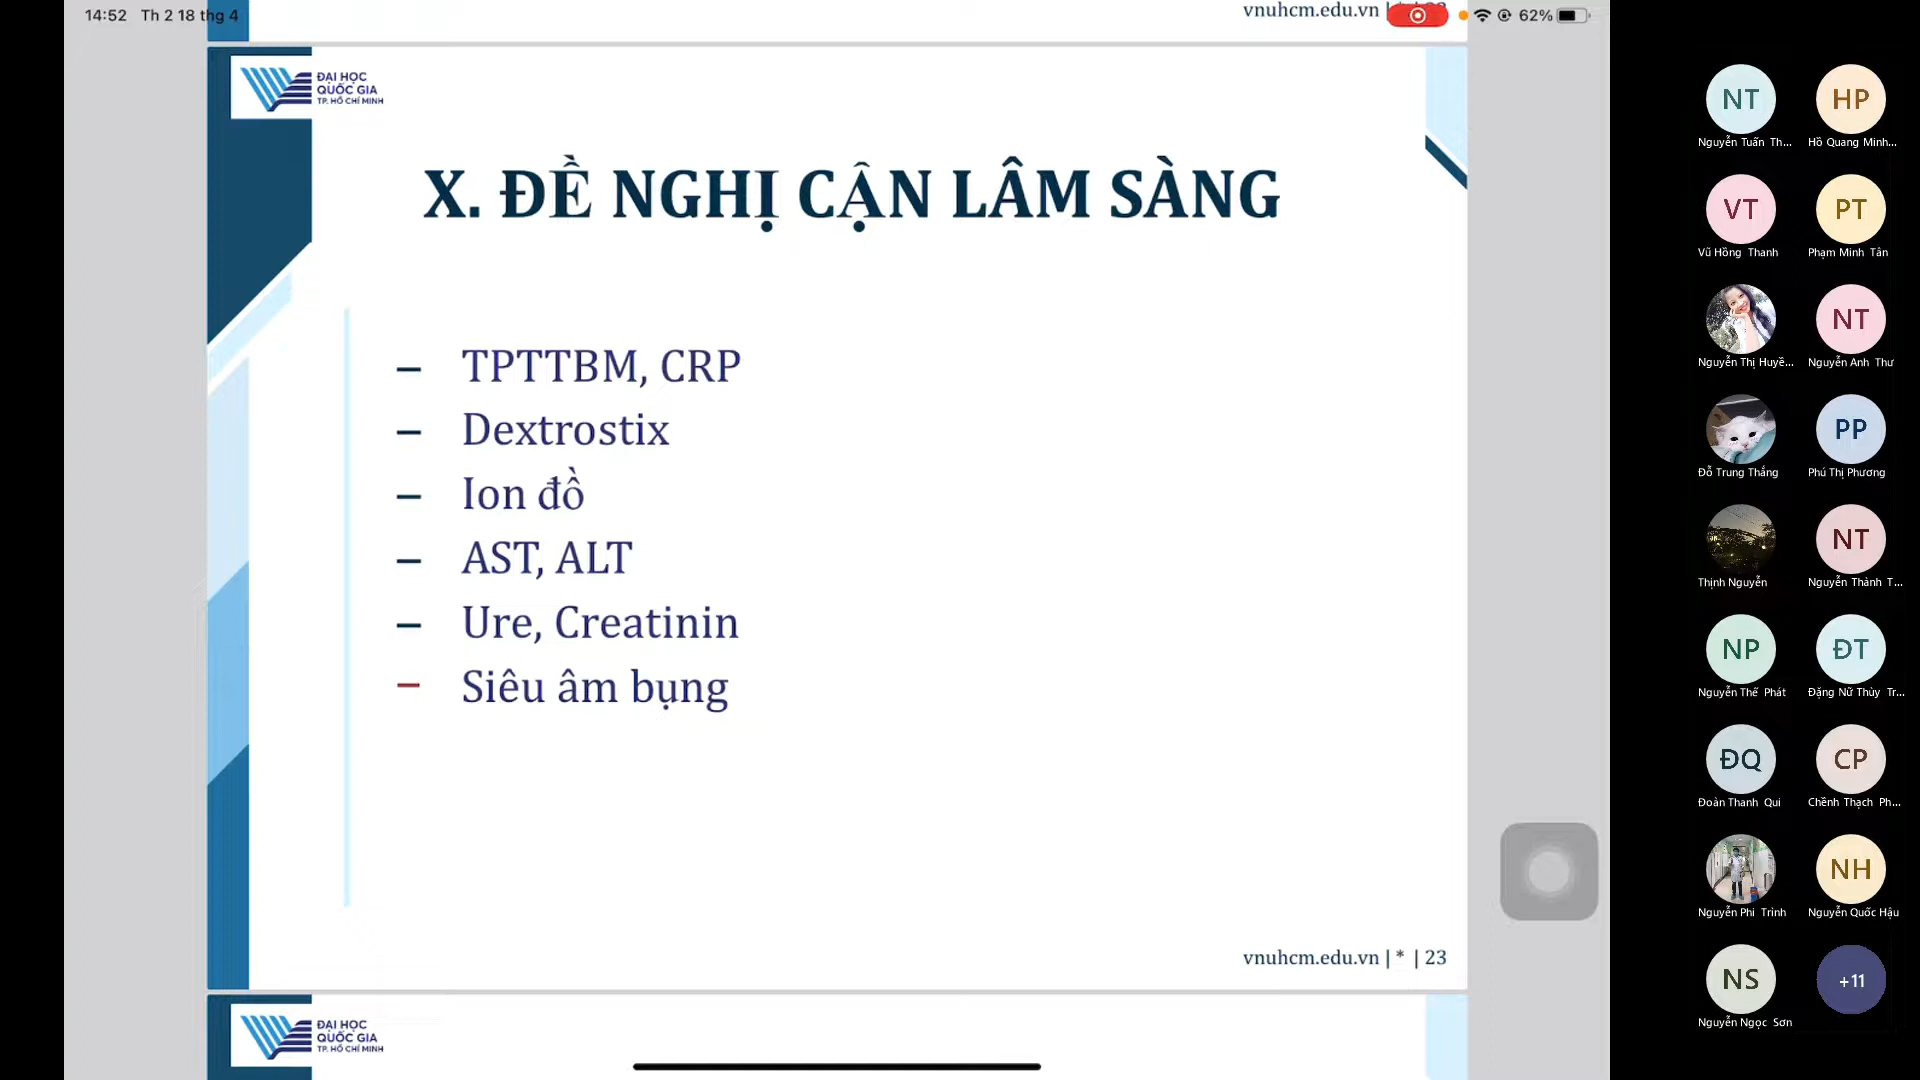 14:52 Th 2 18 thg 4
vnuhcm.edu.vn
62%
ĐẠI HỌC
QUỐC GIA
TP. HỒ CHÍ MINH
X. ĐỀ NGHỊ CẬN LÂM SÀNG
– TPTTBM, CRP
– Dextrostix
– Ion đồ
– AST, ALT
– Ure, Creatinin
– Siêu âm bụng
vnuhcm.edu.vn | * | 23
ĐẠI HỌC
QUỐC GIA
TP. HỒ CHÍ MINH
NT HP
Nguyễn Tuấn Th... Hồ Quang Minh...
VT PT
Vũ Hồng Thanh Phạm Minh Tân
NT
Nguyễn Thị Huyề... Nguyễn Anh Thư
PP
Đỗ Trung Thắng Phú Thị Phương
NT
Thịnh Nguyễn Nguyễn Thành T...
NP ĐT
Nguyễn Thế Phát Đặng Nữ Thùy Tr...
ĐQ CP
Đoàn Thanh Qui Chềnh Thạch Ph...
NH
Nguyễn Phi Trình Nguyễn Quốc Hậu
NS +11
Nguyễn Ngọc Sơn